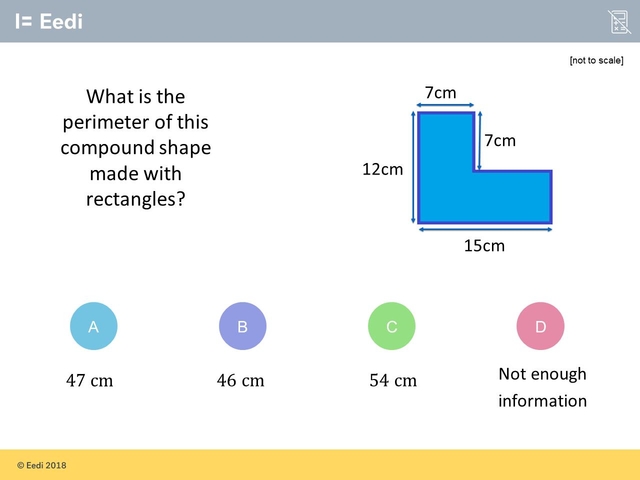 I= Eedi
[not to scale]
What is the
perimeter of this
compound shape
made with
rectangles?
7cm
7cm
12cm
15cm
A
B
C
D
47 cm
46 cm
54 cm
Not enough
information
© Eedi 2018